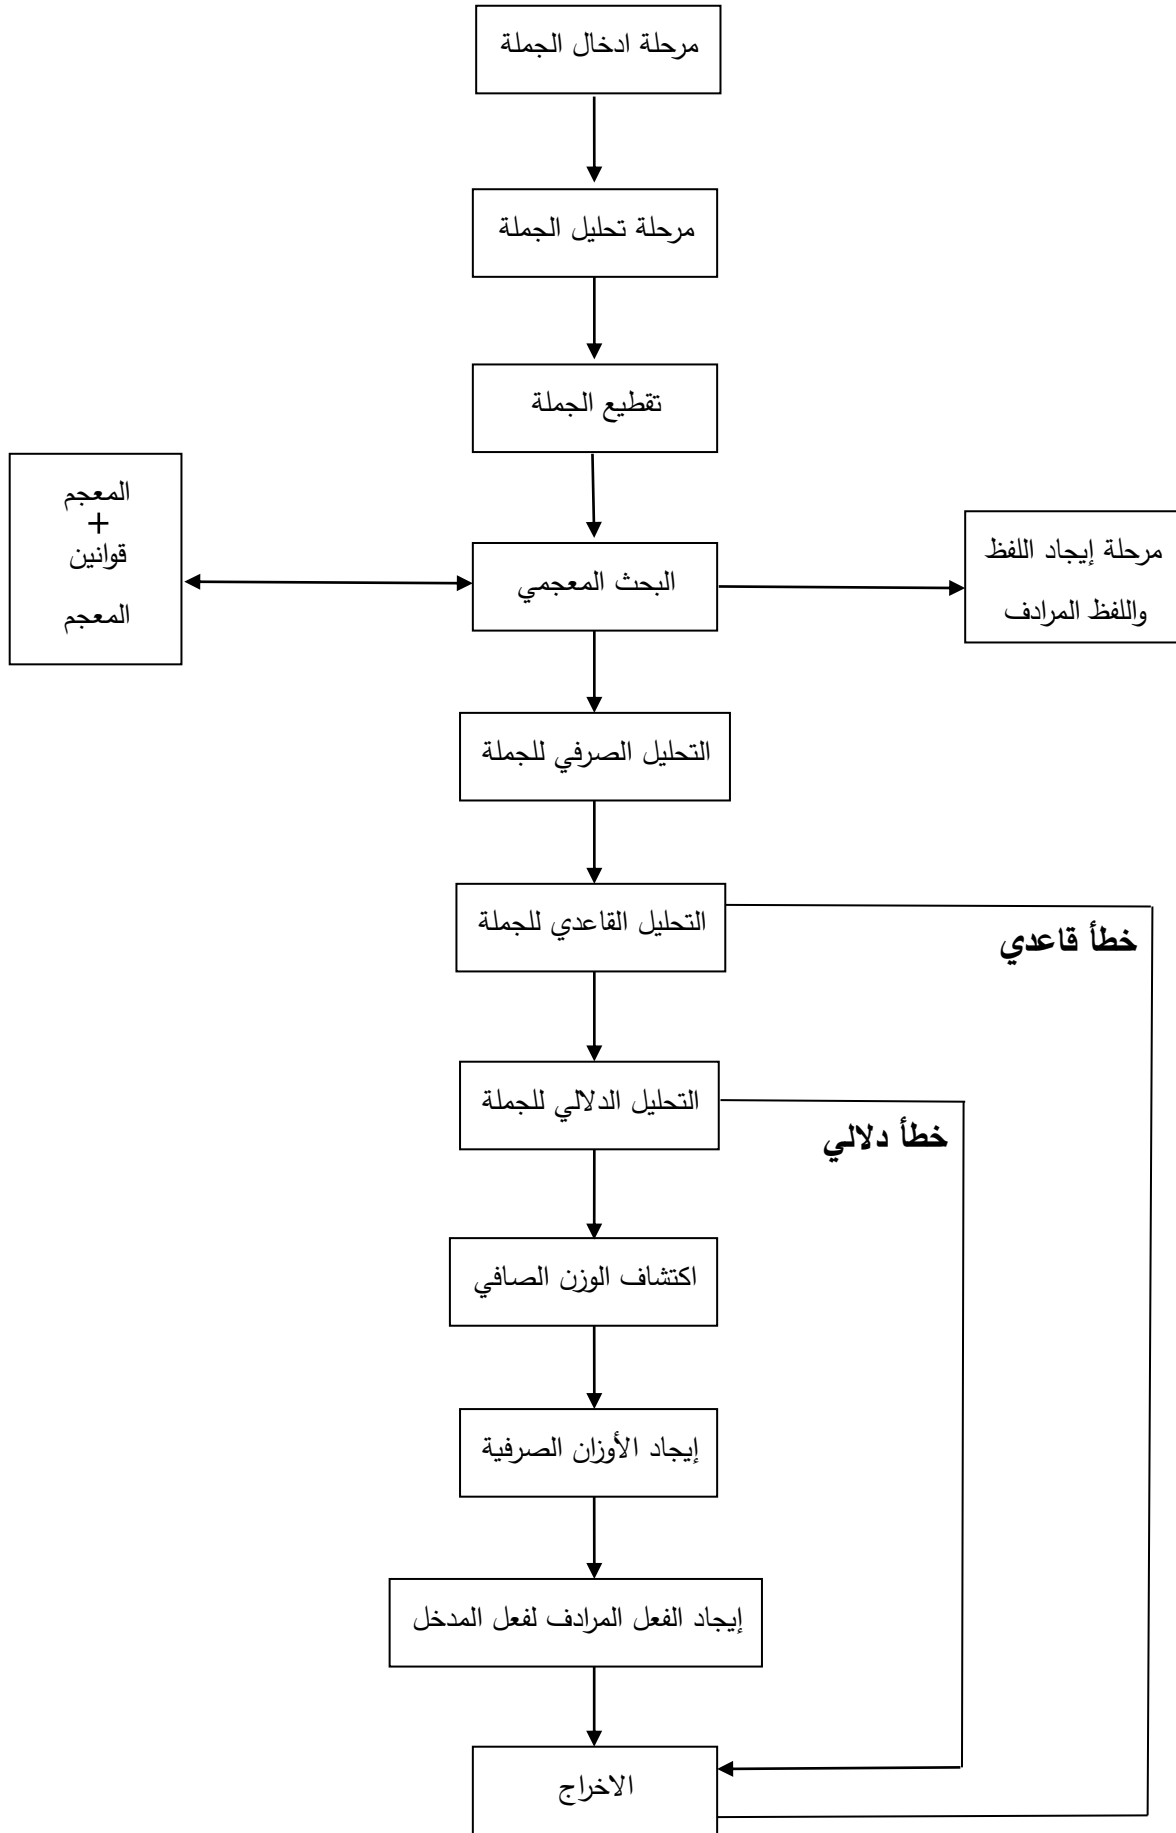 مرحلة ادخال الجملة
مرحلة تحليل الجملة
تقطيع الجملة
المعجم
+
قوانين
المعجم
البحث المعجمي
مرحلة إيجاد اللفظ
واللفظ المرادف
التحليل الصرفي للجملة
التحليل القاعدي للجملة
خطأ قاعدي
التحليل الدلالي للجملة
خطأ دلالي
اكتشاف الوزن الصافي
إيجاد الأوزان الصرفية
إيجاد الفعل المرادف لفعل المدخل
الاخراج